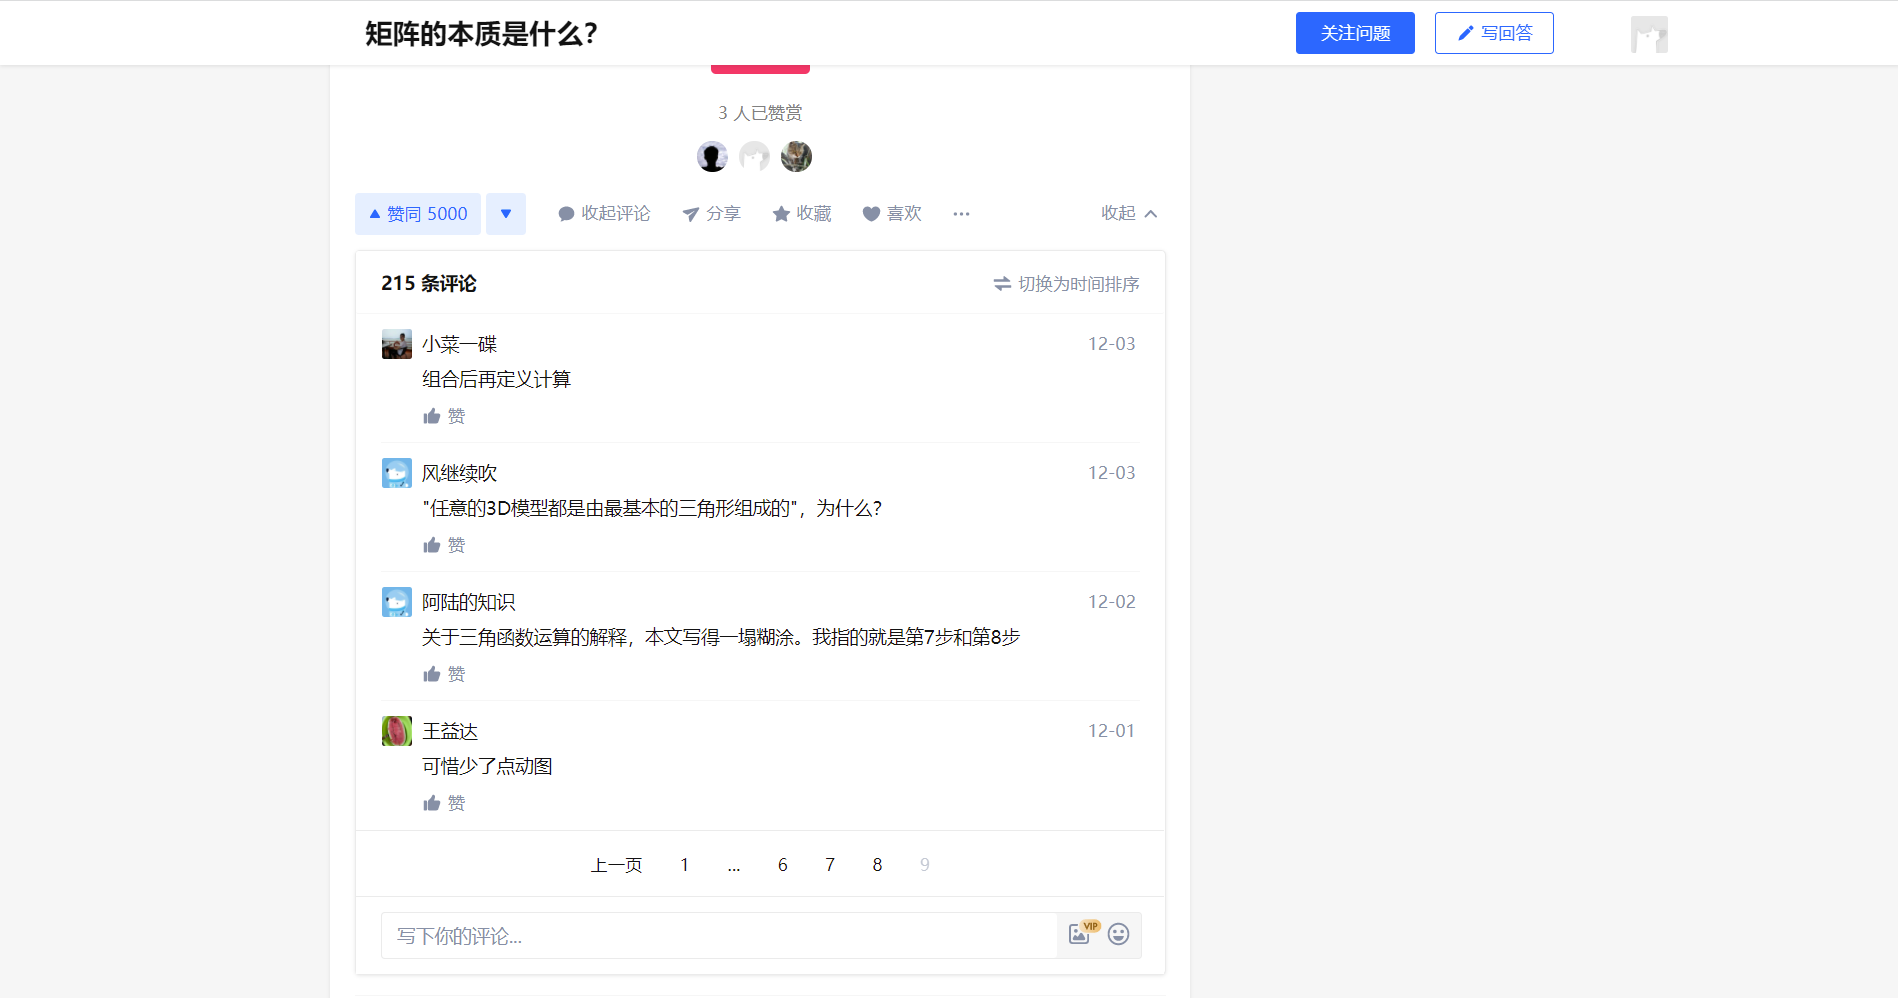 矩阵的本质是什么？
关注问题
写回答
3 人已赞赏
赞同 5000
收起评论
分享
收藏
喜欢
收起
215 条评论
切换为时间排序
小菜一碟
12-03
组合后再定义计算
赞
风继续吹
12-03
"任意的3D模型都是由最基本的三角形组成的"，为什么？
赞
阿陆的知识
12-02
关于三角函数运算的解释，本文写得一塌糊涂。我指的就是第7步和第8步
赞
王益达
12-01
可惜少了点动图
赞
上一页 1 ... 6 7 8 9
写下你的评论...
VIP